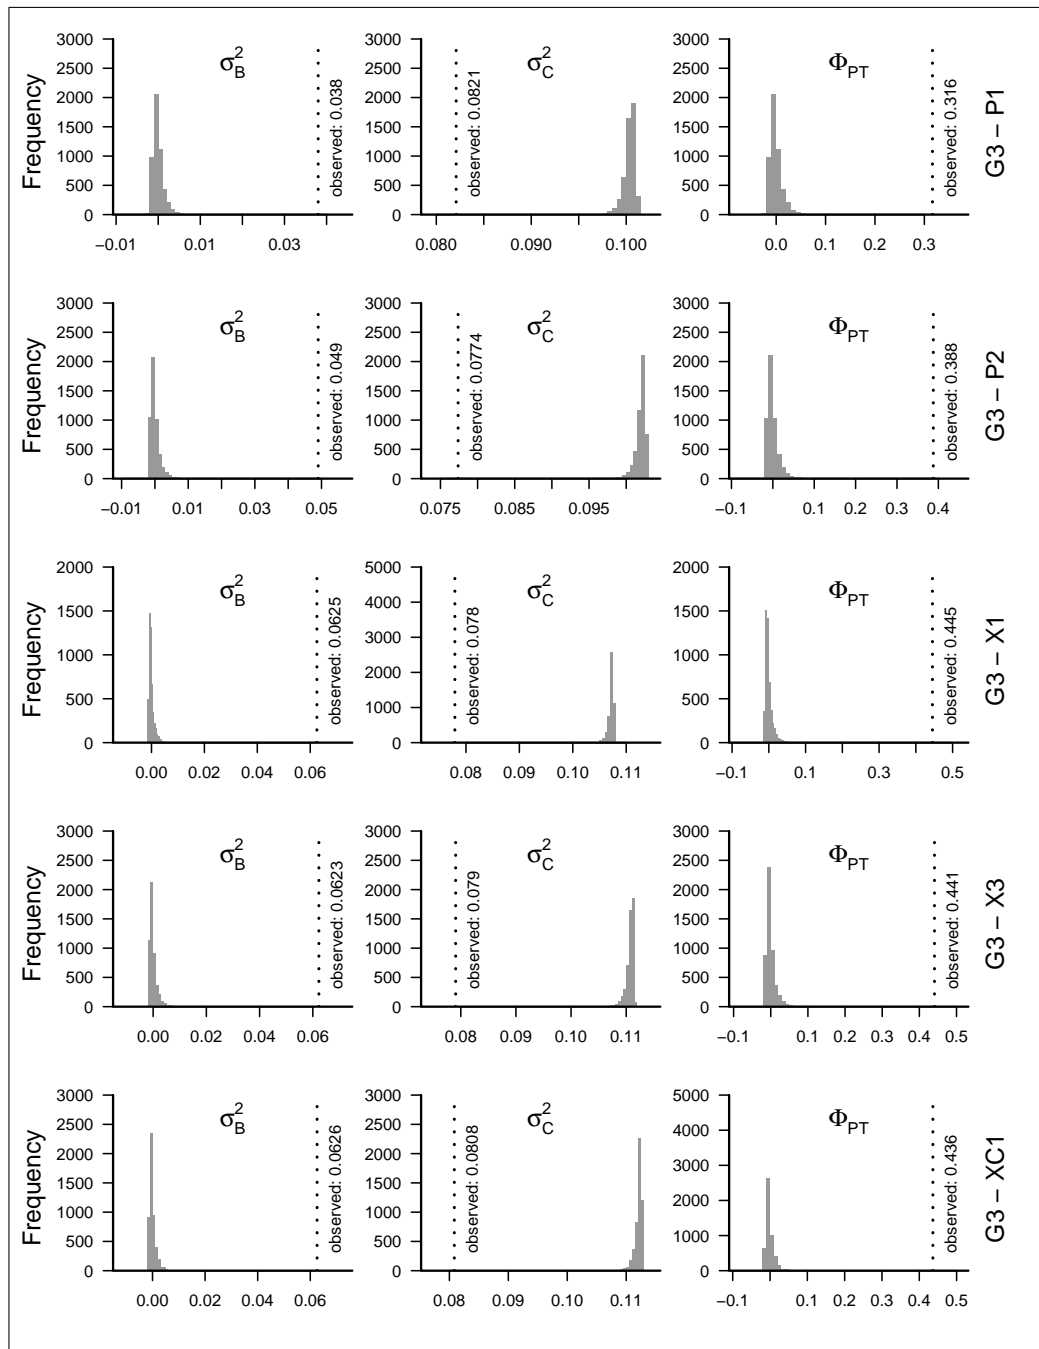 3000 3000 3000
2500 2500 2500
2000 2000 2000
1500 1500 1500
1000 1000 1000
500 500 500
0 0 0
Frequency
σ²B σ²C ΦPT
observed: 0.038
observed: 0.0821
observed: 0.316
G3 – P1
−0.01 0.01 0.03 0.080 0.090 0.100 0.0 0.1 0.2 0.3
3000 3000 3000
2500 2500 2500
2000 2000 2000
1500 1500 1500
1000 1000 1000
500 500 500
0 0 0
Frequency
σ²B σ²C ΦPT
observed: 0.049
observed: 0.0774
observed: 0.388
G3 – P2
−0.01 0.01 0.03 0.05 0.075 0.085 0.095 −0.1 0.1 0.2 0.3 0.4
2000 5000 2000
1500 4000 1500
1000 3000 1000
500 2000 500
0 1000 0
0
Frequency
σ²B σ²C ΦPT
observed: 0.0625
observed: 0.078
observed: 0.445
G3 – X1
0.00 0.02 0.04 0.06 0.08 0.09 0.10 0.11 −0.1 0.1 0.3 0.5
3000 3000 3000
2500 2500 2500
2000 2000 2000
1500 1500 1500
1000 1000 1000
500 500 500
0 0 0
Frequency
σ²B σ²C ΦPT
observed: 0.0623
observed: 0.079
observed: 0.441
G3 – X3
0.00 0.02 0.04 0.06 0.08 0.09 0.10 0.11 −0.1 0.1 0.2 0.3 0.4 0.5
3000 3000 5000
2500 2500 4000
2000 2000 3000
1500 1500 2000
1000 1000 1000
500 500 0
0 0
Frequency
σ²B σ²C ΦPT
observed: 0.0626
observed: 0.0808
observed: 0.436
G3 – XC1
0.00 0.02 0.04 0.06 0.08 0.09 0.10 0.11 −0.1 0.1 0.2 0.3 0.4 0.5